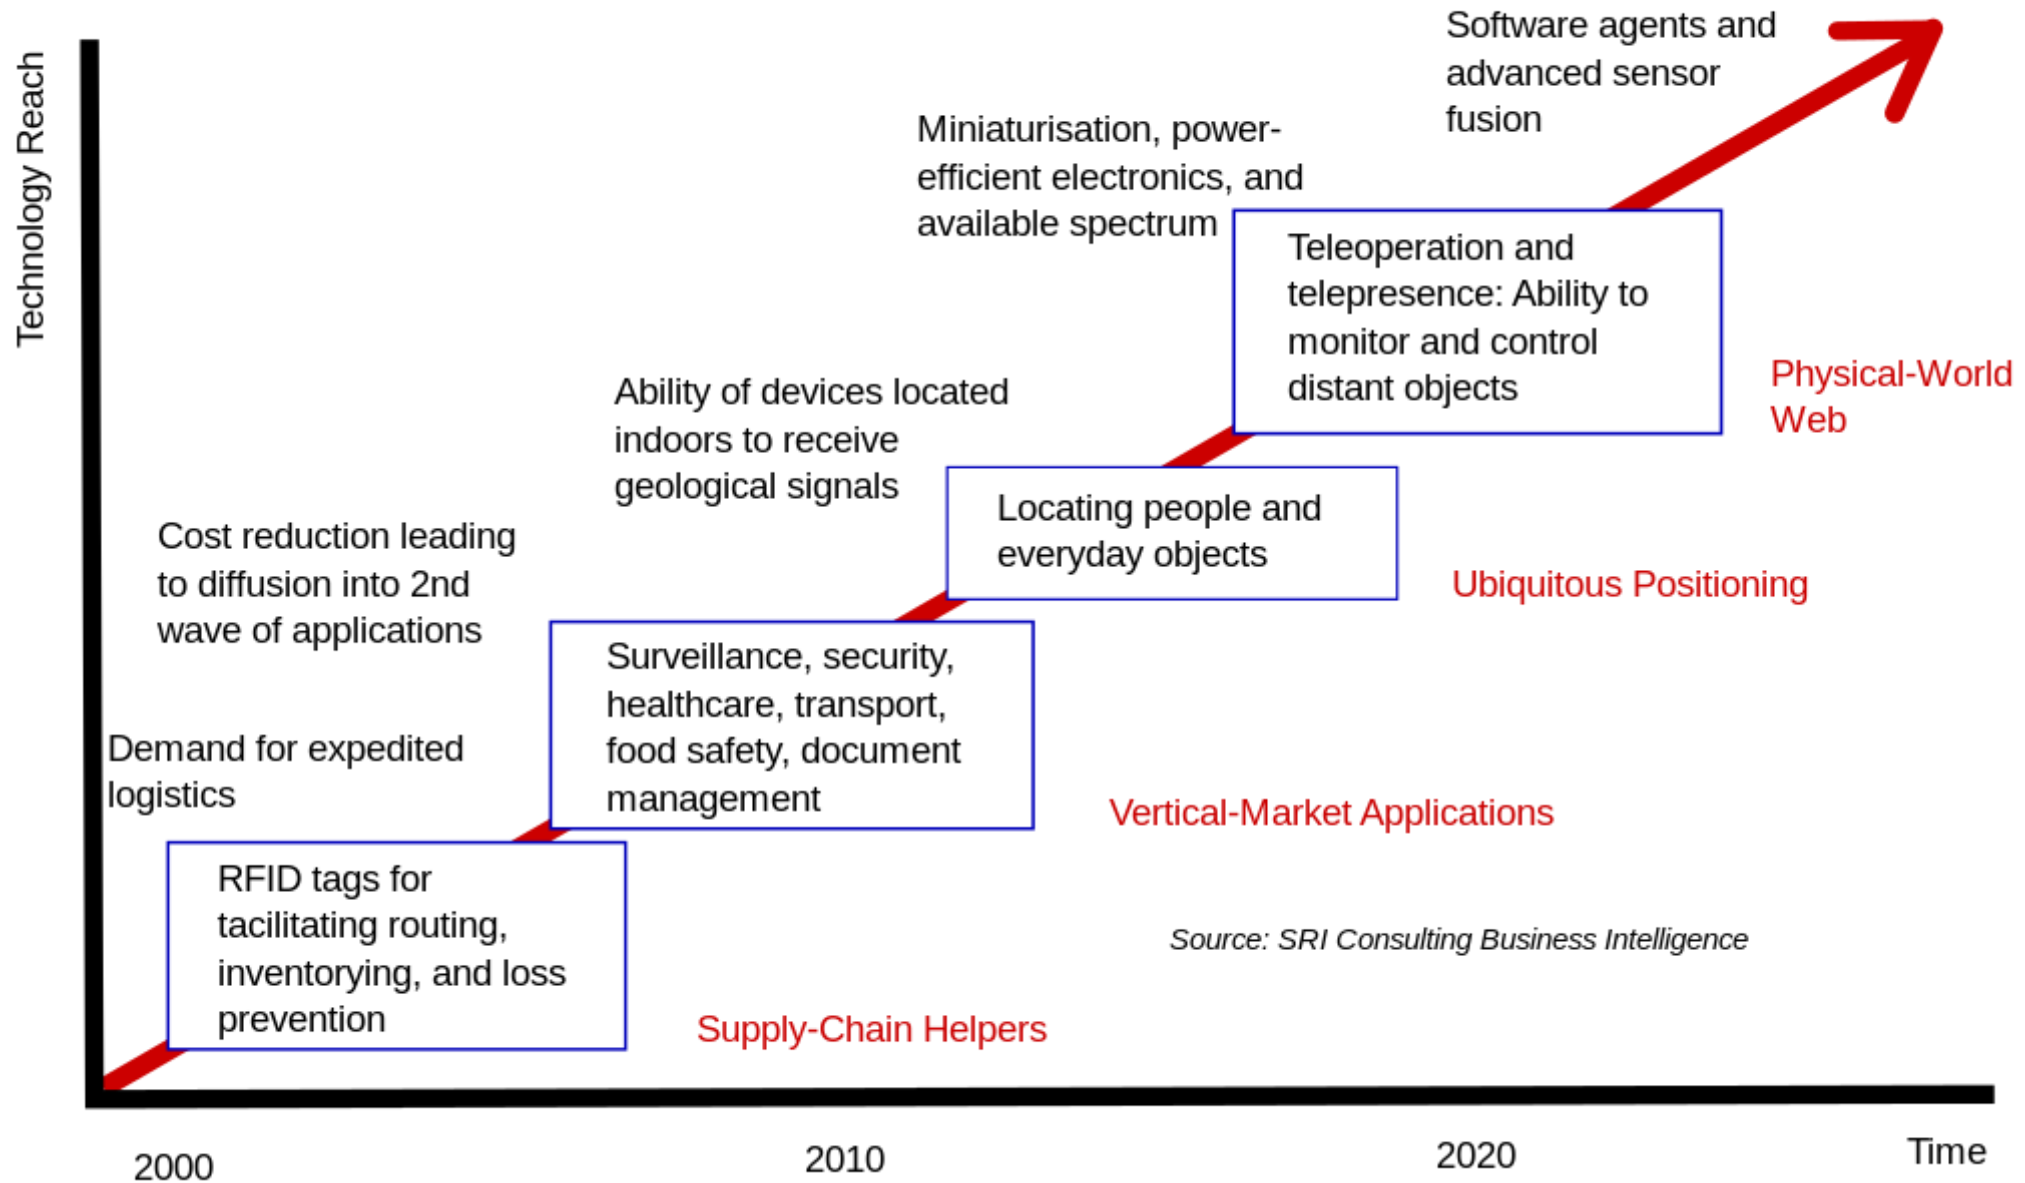 Technology Reach
Software agents and
advanced sensor
fusion
Miniaturisation, power-
efficient electronics, and
available spectrum
Teleoperation and
telepresence: Ability to
monitor and control
distant objects
Physical-World
Web
Ability of devices located
indoors to receive
geological signals
Locating people and
everyday objects
Ubiquitous Positioning
Cost reduction leading
to diffusion into 2nd
wave of applications
Surveillance, security,
healthcare, transport,
food safety, document
management
Vertical-Market Applications
Demand for expedited
logistics
RFID tags for
tacilitating routing,
inventorying, and loss
prevention
Supply-Chain Helpers
Source: SRI Consulting Business Intelligence
2000
2010
2020
Time